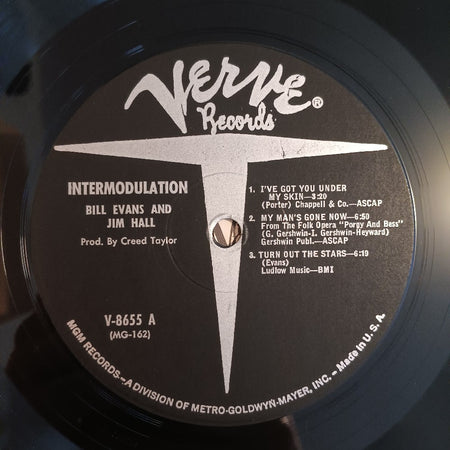 Verve®
Records
INTERMODULATION
BILL EVANS AND
JIM HALL
Prod. By Creed Taylor
V-8655 A
(MG-162)
1. I'VE GOT YOU UNDER
MY SKIN—3:20
(Porter) Chappell & Co.—ASCAP
2. MY MAN'S GONE NOW—6:50
From The Folk Opera "Porgy And Bess"
(G. Gershwin-I. Gershwin-Heyward)
Gershwin Publ.—ASCAP
3. TURN OUT THE STARS—6:19
(Evans)
Ludlow Music—BMI
MGM RECORDS—A DIVISION OF METRO-GOLDWYN-MAYER, INC.—Made in U.S.A.